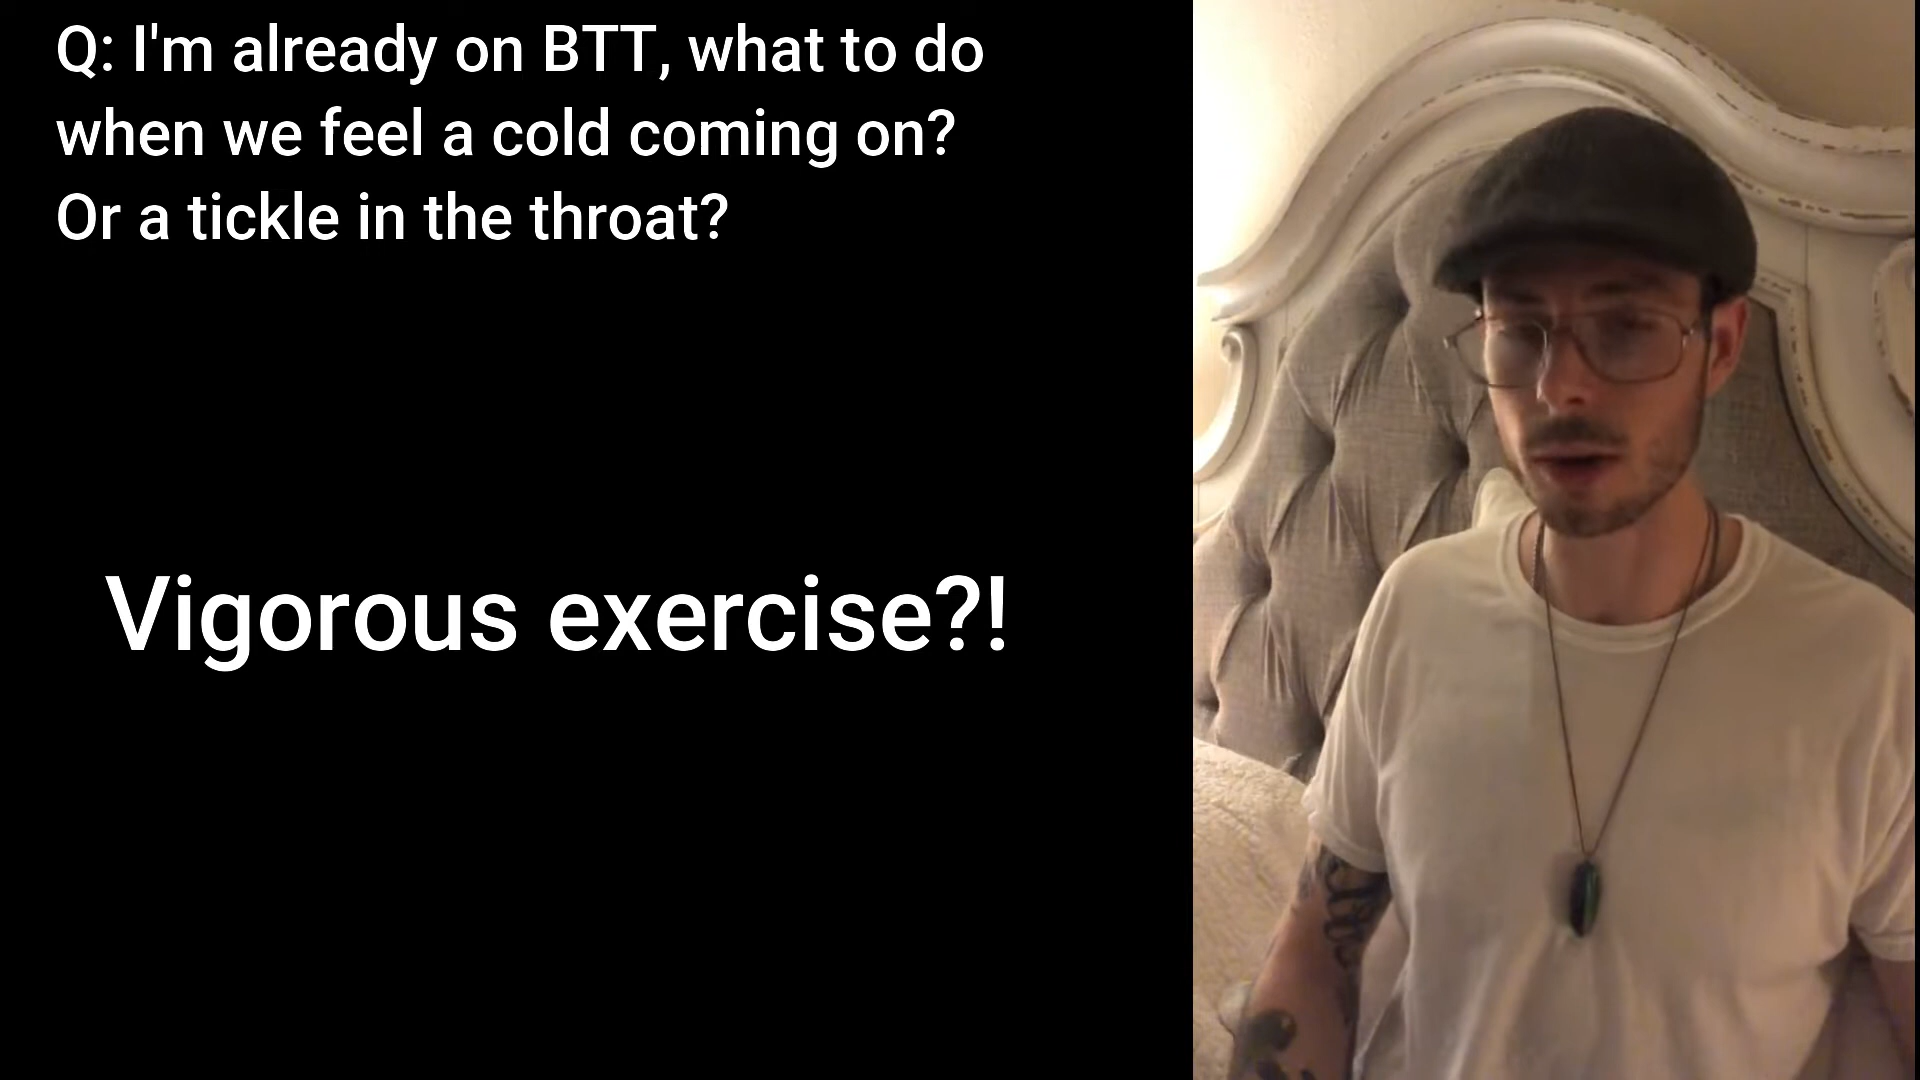 Q: I'm already on BTT, what to do
when we feel a cold coming on?
Or a tickle in the throat?
Vigorous exercise?!